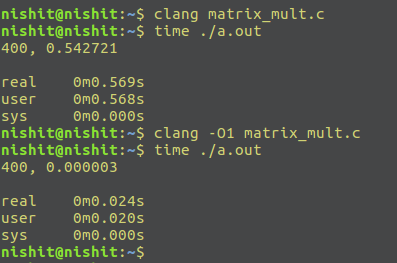 nishit@nishit:~$ clang matrix_mult.c
nishit@nishit:~$ time ./a.out
400, 0.542721

real    0m0.569s
user    0m0.568s
sys     0m0.000s
nishit@nishit:~$ clang -O1 matrix_mult.c
nishit@nishit:~$ time ./a.out
400, 0.000003

real    0m0.024s
user    0m0.020s
sys     0m0.000s
nishit@nishit:~$